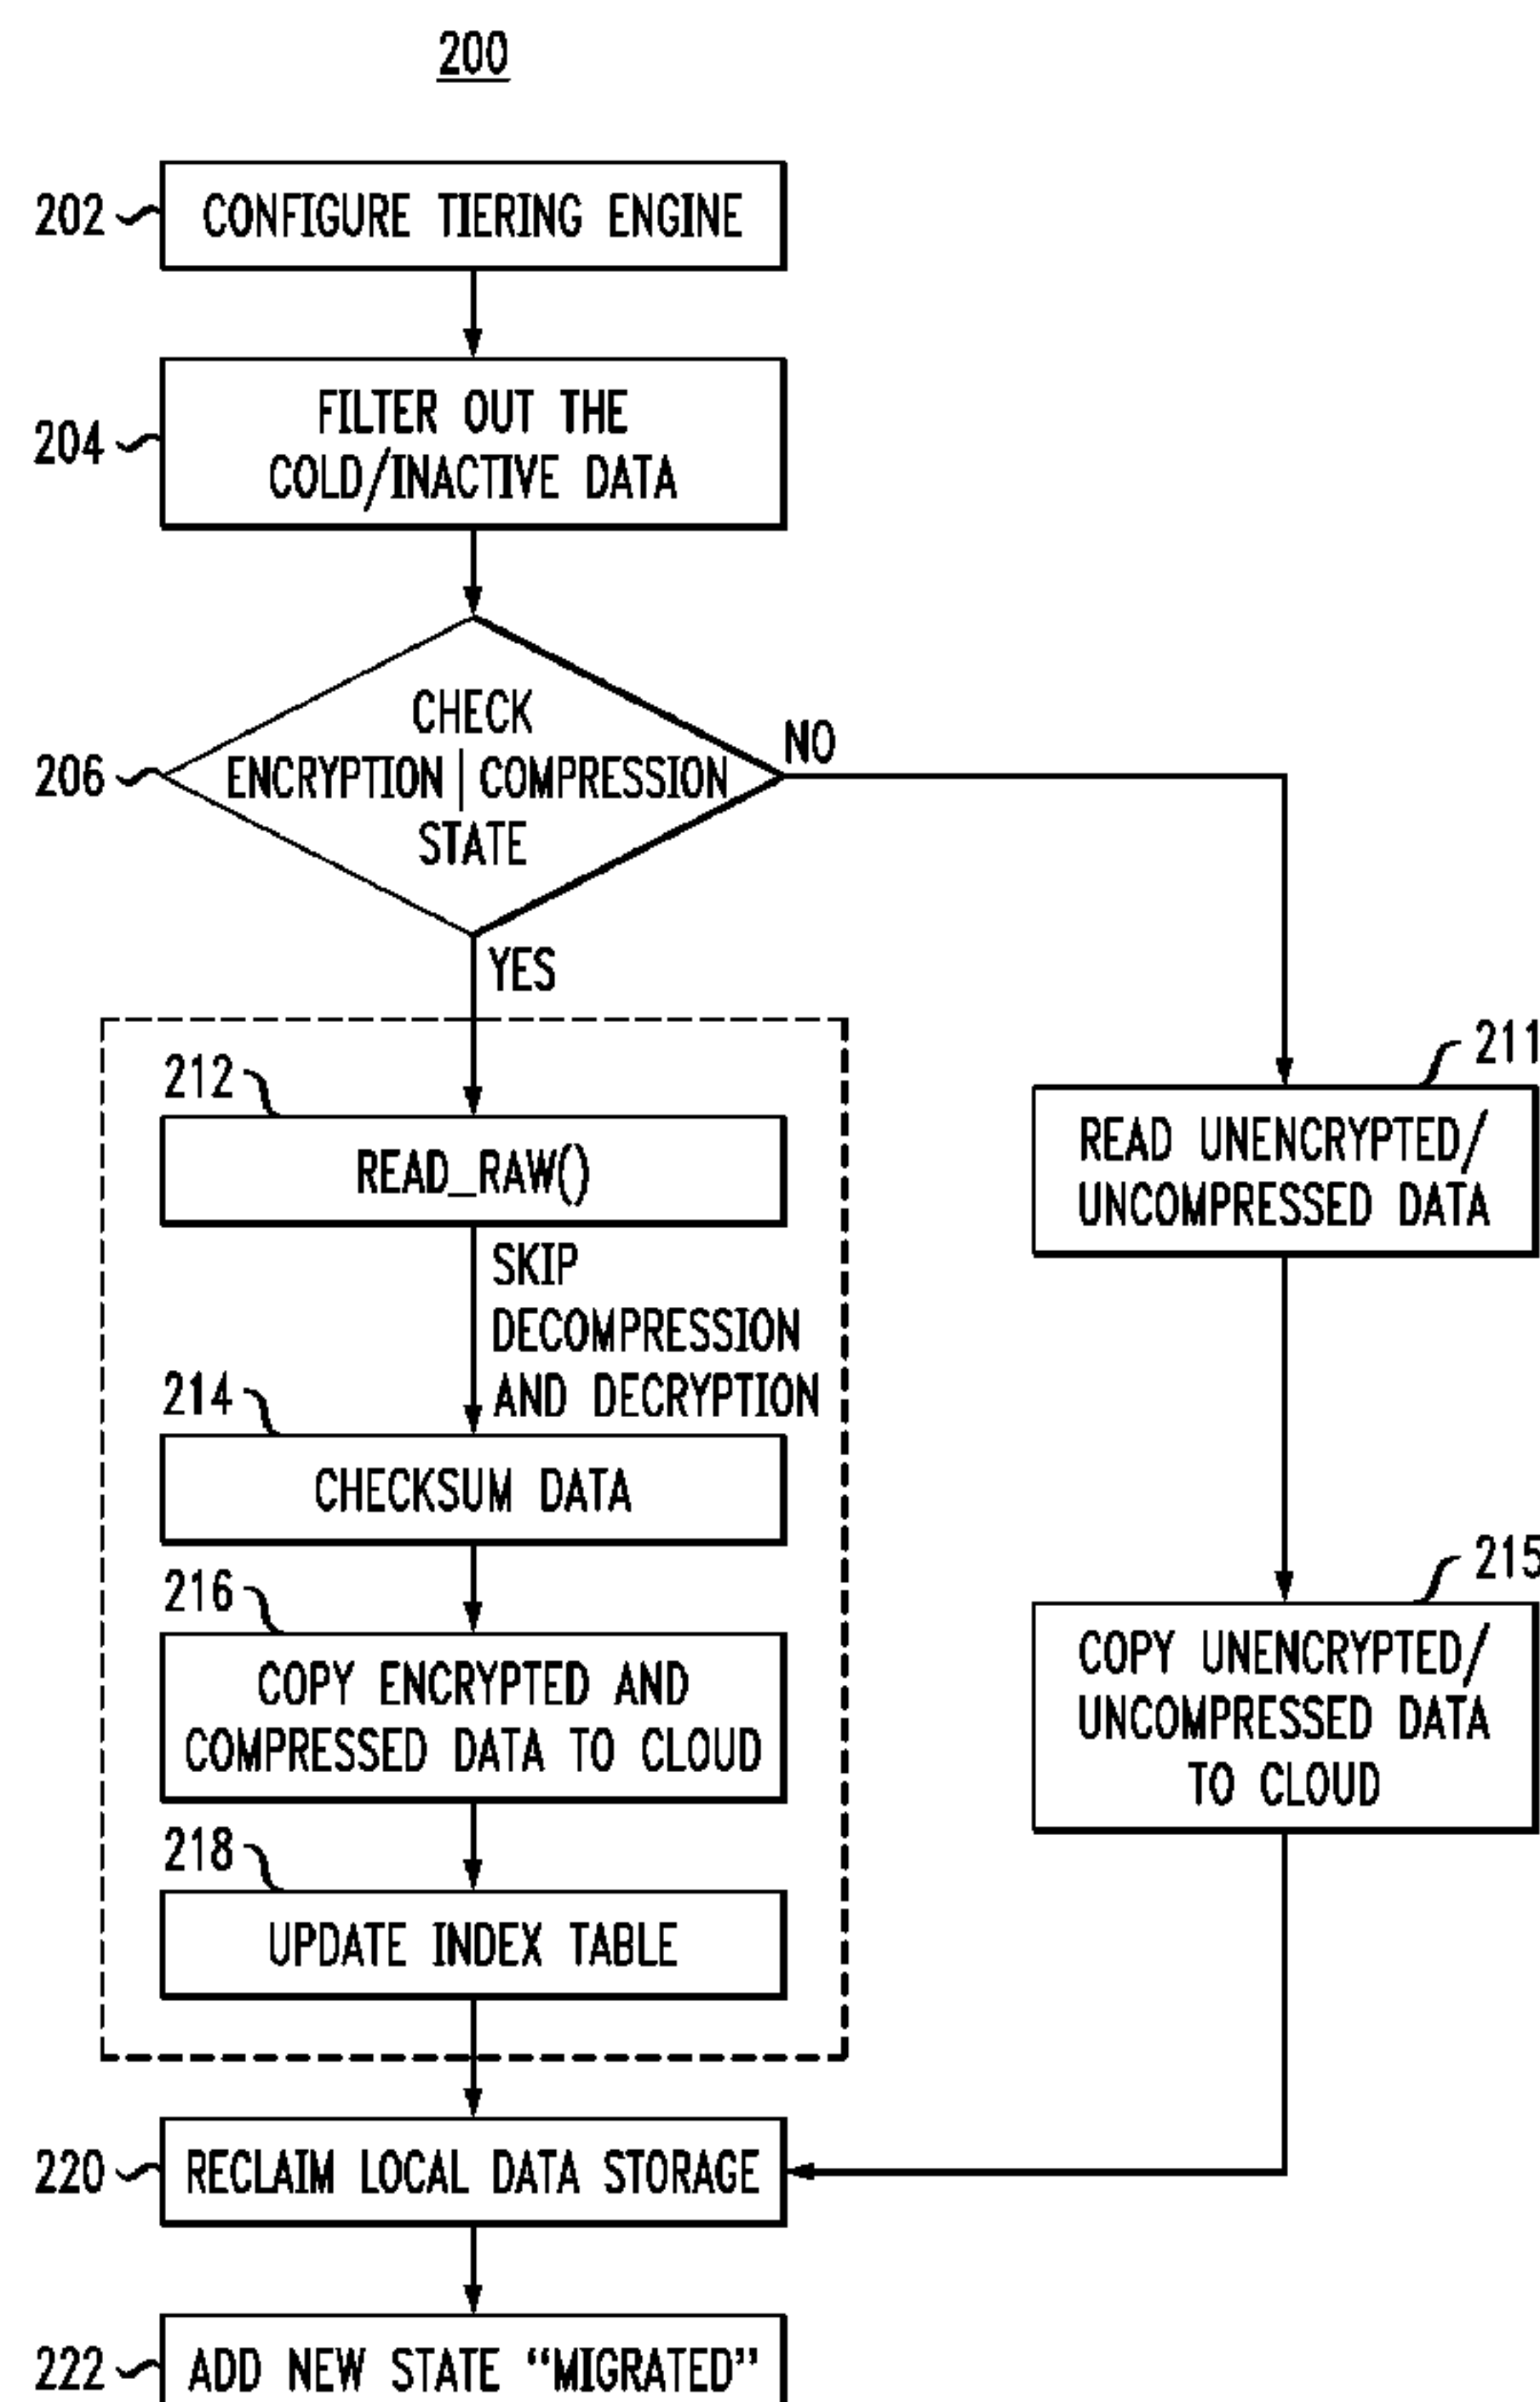 200
202
CONFIGURE TIERING ENGINE
204
FILTER OUT THE
COLD/INACTIVE DATA
206
CHECK
ENCRYPTION|COMPRESSION
STATE
NO
YES
212
READ_RAW()
SKIP
DECOMPRESSION
AND DECRYPTION
214
CHECKSUM DATA
216
COPY ENCRYPTED AND
COMPRESSED DATA TO CLOUD
218
UPDATE INDEX TABLE
211
READ UNENCRYPTED/
UNCOMPRESSED DATA
215
COPY UNENCRYPTED/
UNCOMPRESSED DATA
TO CLOUD
220
RECLAIM LOCAL DATA STORAGE
222
ADD NEW STATE “MIGRATED”